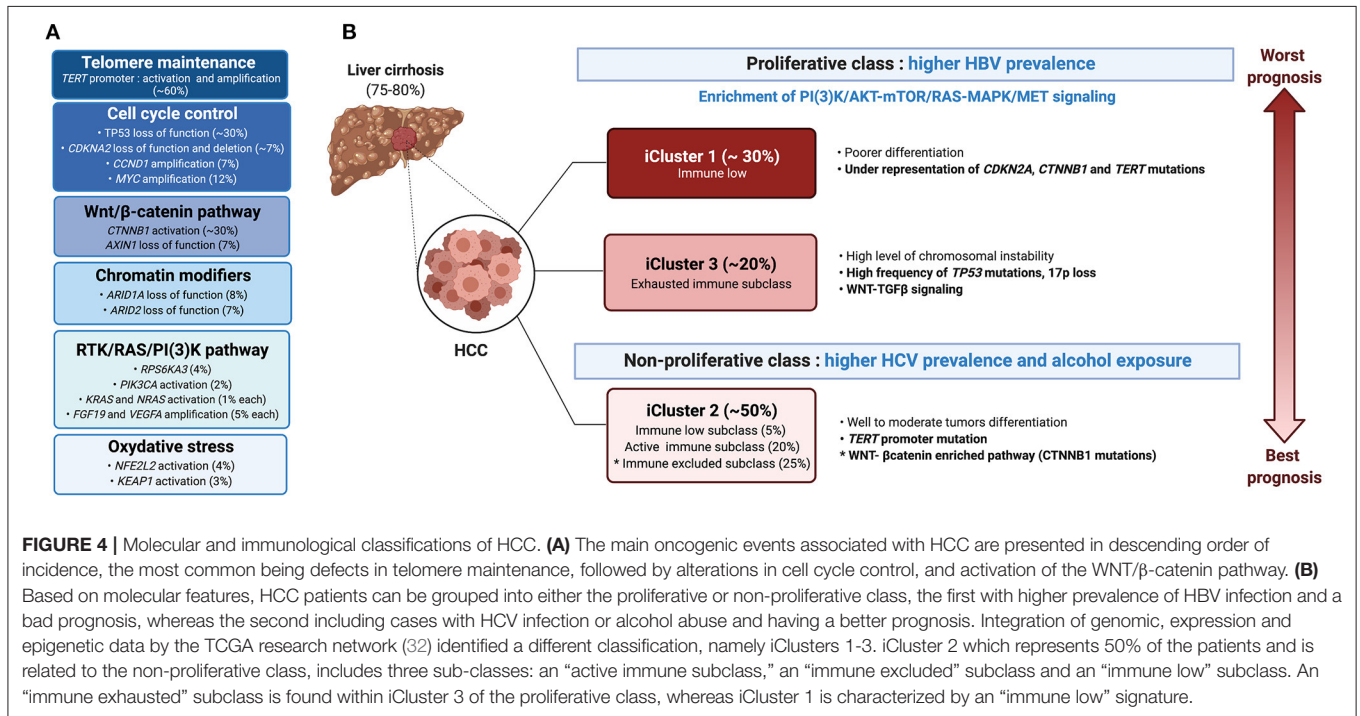 A
Telomere maintenance
TERT promoter : activation and amplification
(~60%)
Cell cycle control
• TP53 loss of function (~30%)
• CDKNA2 loss of function and deletion (~7%)
• CCND1 amplification (7%)
• MYC amplification (12%)
Wnt/β-catenin pathway
CTNNB1 activation (~30%)
AXIN1 loss of function (7%)
Chromatin modifiers
• ARID1A loss of function (8%)
• ARID2 loss of function (7%)
RTK/RAS/PI(3)K pathway
• RPS6KA3 (4%)
• PIK3CA activation (2%)
• KRAS and NRAS activation (1% each)
• FGF19 and VEGFA amplification (5% each)
Oxydative stress
• NFE2L2 activation (4%)
• KEAP1 activation (3%)
B
Liver cirrhosis
(75-80%)
HCC
Proliferative class : higher HBV prevalence
Enrichment of PI(3)K/AKT-mTOR/RAS-MAPK/MET signaling
iCluster 1 (~ 30%)
Immune low
• Poorer differentiation
• Under representation of CDKN2A, CTNNB1 and TERT mutations
iCluster 3 (~20%)
Exhausted immune subclass
• High level of chromosomal instability
• High frequency of TP53 mutations, 17p loss
• WNT-TGFβ signaling
Non-proliferative class : higher HCV prevalence and alcohol exposure
iCluster 2 (~50%)
Immune low subclass (5%)
Active immune subclass (20%)
* Immune excluded subclass (25%)
• Well to moderate tumors differentiation
• TERT promoter mutation
* WNT- βcatenin enriched pathway (CTNNB1 mutations)
Worst
prognosis
Best
prognosis
FIGURE 4 | Molecular and immunological classifications of HCC. (A) The main oncogenic events associated with HCC are presented in descending order of
incidence, the most common being defects in telomere maintenance, followed by alterations in cell cycle control, and activation of the WNT/β-catenin pathway. (B)
Based on molecular features, HCC patients can be grouped into either the proliferative or non-proliferative class, the first with higher prevalence of HBV infection and a
bad prognosis, whereas the second including cases with HCV infection or alcohol abuse and having a better prognosis. Integration of genomic, expression and
epigenetic data by the TCGA research network (32) identified a different classification, namely iClusters 1-3. iCluster 2 which represents 50% of the patients and is
related to the non-proliferative class, includes three sub-classes: an “active immune subclass,” an “immune excluded” subclass and an “immune low” subclass. An
“immune exhausted” subclass is found within iCluster 3 of the proliferative class, whereas iCluster 1 is characterized by an “immune low” signature.